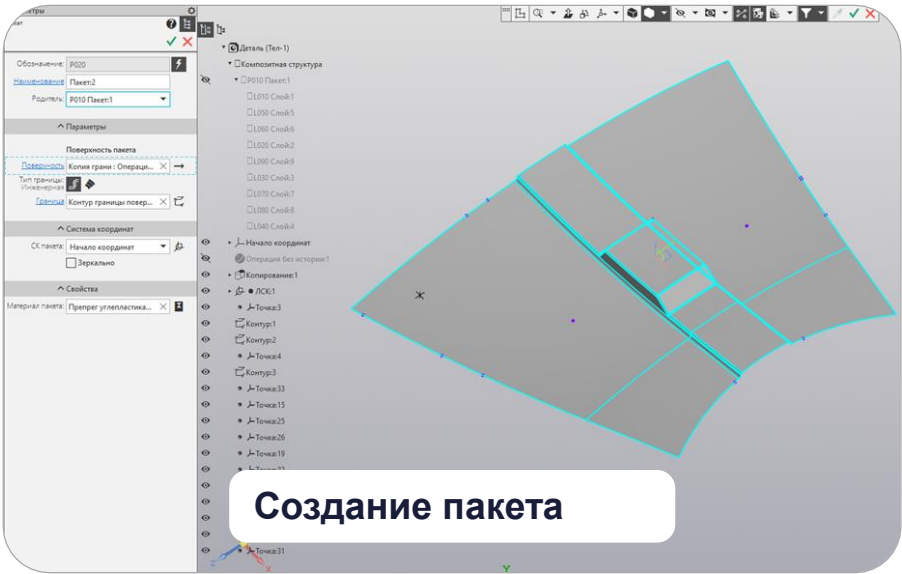 Обозначение: P020
Наименование Пакет:2
Родитель: P010 Пакет:1
Параметры
Поверхность пакета
Поверхность Копия грани : Операци...
Тип границы: Инженерная
Граница Контур границы повер...
Система координат
СК пакета: Начало координат
Зеркально
Свойства
Материал пакета: Препрег углепластика...
Деталь (Тел-1)
Композитная структура
P010 Пакет:1
L010 Слой:1
L050 Слой:5
L060 Слой:6
L020 Слой:2
L090 Слой:9
L030 Слой:3
L070 Слой:7
L080 Слой:8
L040 Слой:4
Начало координат
Операция без истории:1
Копирование:1
ЛСК:1
Точка:3
Контур:1
Контур:2
Точка:4
Контур:3
Точка:33
Точка:15
Точка:25
Точка:26
Точка:19
Точка:31
Создание пакета
Z
X
Y